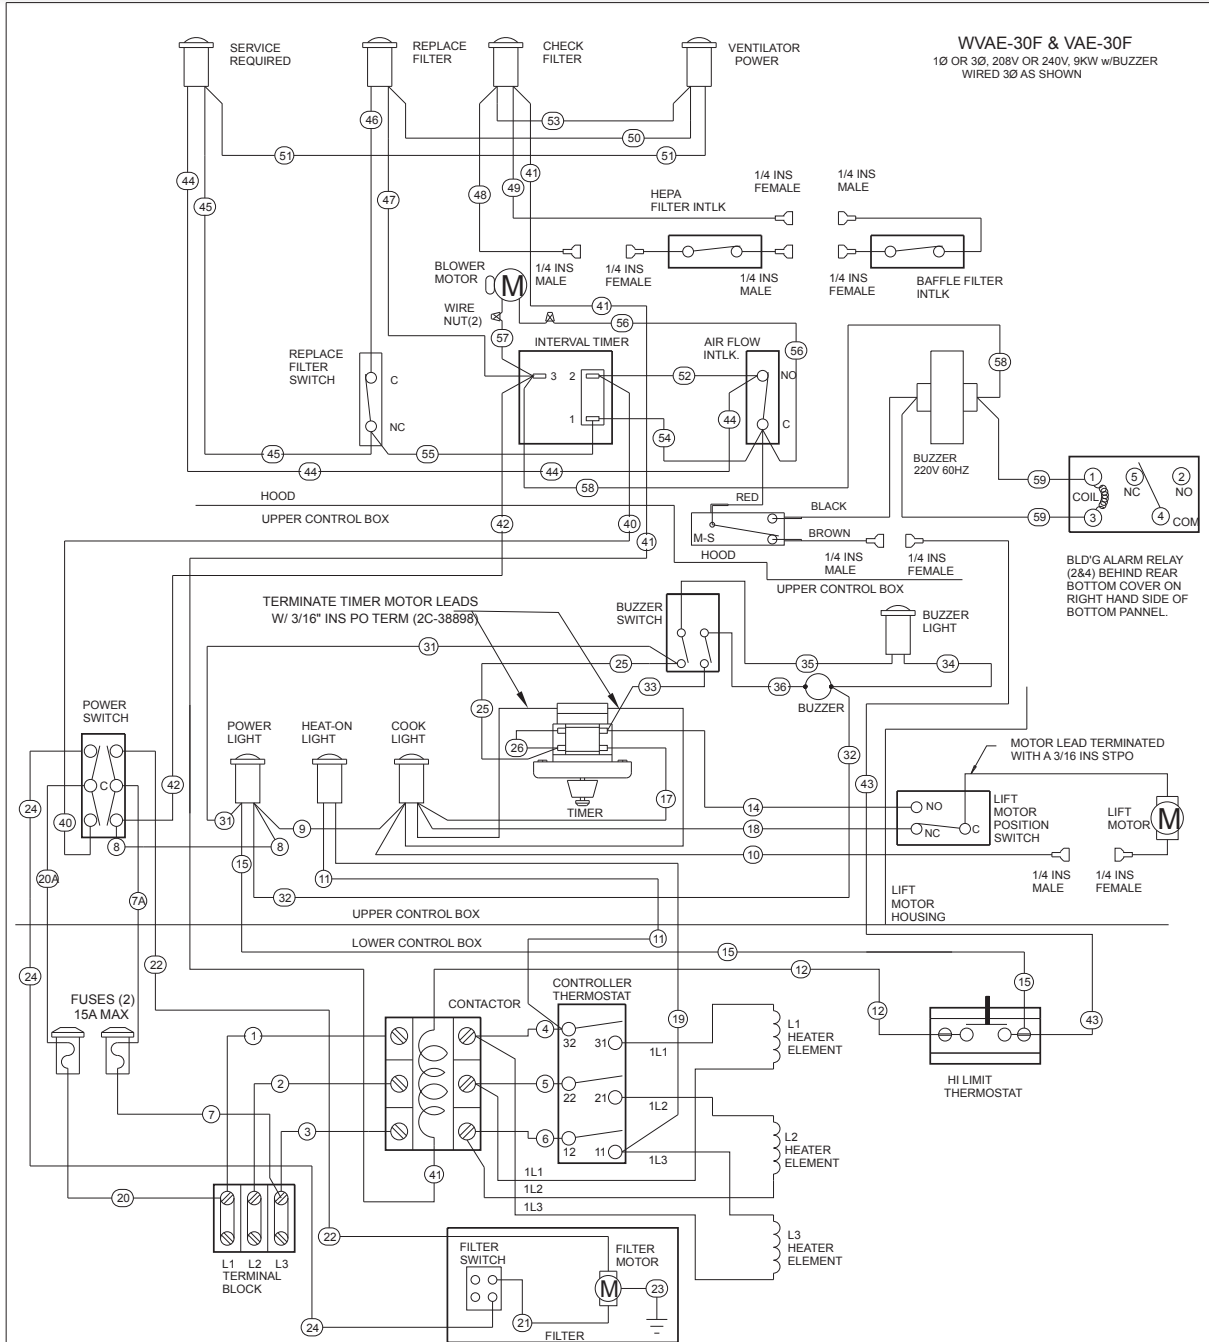 WVAE-30F & VAE-30F
1Ø OR 3Ø, 208V OR 240V, 9KW w/BUZZER
WIRED 3Ø AS SHOWN
SERVICE
REQUIRED
REPLACE
FILTER
CHECK
FILTER
VENTILATOR
POWER
46
53
50
51
51
44
45
47
48
49
41
1/4 INS
FEMALE
1/4 INS
MALE
HEPA
FILTER INTLK
BLOWER
MOTOR
M
1/4 INS
MALE
1/4 INS
FEMALE
1/4 INS
MALE
1/4 INS
FEMALE
BAFFLE FILTER
INTLK
WIRE
NUT(2)
41
56
57
56
58
INTERVAL TIMER
AIR FLOW
INTLK.
REPLACE
FILTER
SWITCH
C
NC
3
2
1
52
NO
C
44
54
45
55
44
44
58
BUZZER
220V 60HZ
59
59
1
5
2
NC
NO
COIL
3
4
COM
HOOD
UPPER CONTROL BOX
42
40
41
RED
BLACK
BROWN
M-S
HOOD
1/4 INS
MALE
1/4 INS
FEMALE
UPPER CONTROL BOX
BLD'G ALARM RELAY
(2&4) BEHIND REAR
BOTTOM COVER ON
RIGHT HAND SIDE OF
BOTTOM PANNEL.
TERMINATE TIMER MOTOR LEADS
W/ 3/16" INS PO TERM (2C-38898)
BUZZER
SWITCH
BUZZER
LIGHT
31
25
33
35
34
36
BUZZER
25
26
32
43
POWER
SWITCH
POWER
LIGHT
HEAT-ON
LIGHT
COOK
LIGHT
TIMER
17
MOTOR LEAD TERMINATED
WITH A 3/16 INS STPO
24
C
42
40
8
31
9
8
15
11
14
18
10
NO
NC
C
LIFT
MOTOR
POSITION
SWITCH
LIFT
MOTOR
M
1/4 INS
MALE
1/4 INS
FEMALE
20A
7A
32
UPPER CONTROL BOX
LIFT
MOTOR
HOUSING
LOWER CONTROL BOX
11
15
24
22
12
15
12
43
FUSES (2)
15A MAX
CONTACTOR
CONTROLLER
THERMOSTAT
19
1
4
32
31
1L1
L1
HEATER
ELEMENT
HI LIMIT
THERMOSTAT
2
5
22
21
1L2
7
3
6
12
11
1L3
L2
HEATER
ELEMENT
41
1L1
1L2
1L3
20
22
L3
HEATER
ELEMENT
L1 L2 L3
TERMINAL
BLOCK
FILTER
SWITCH
FILTER
MOTOR
M
23
21
24
FILTER